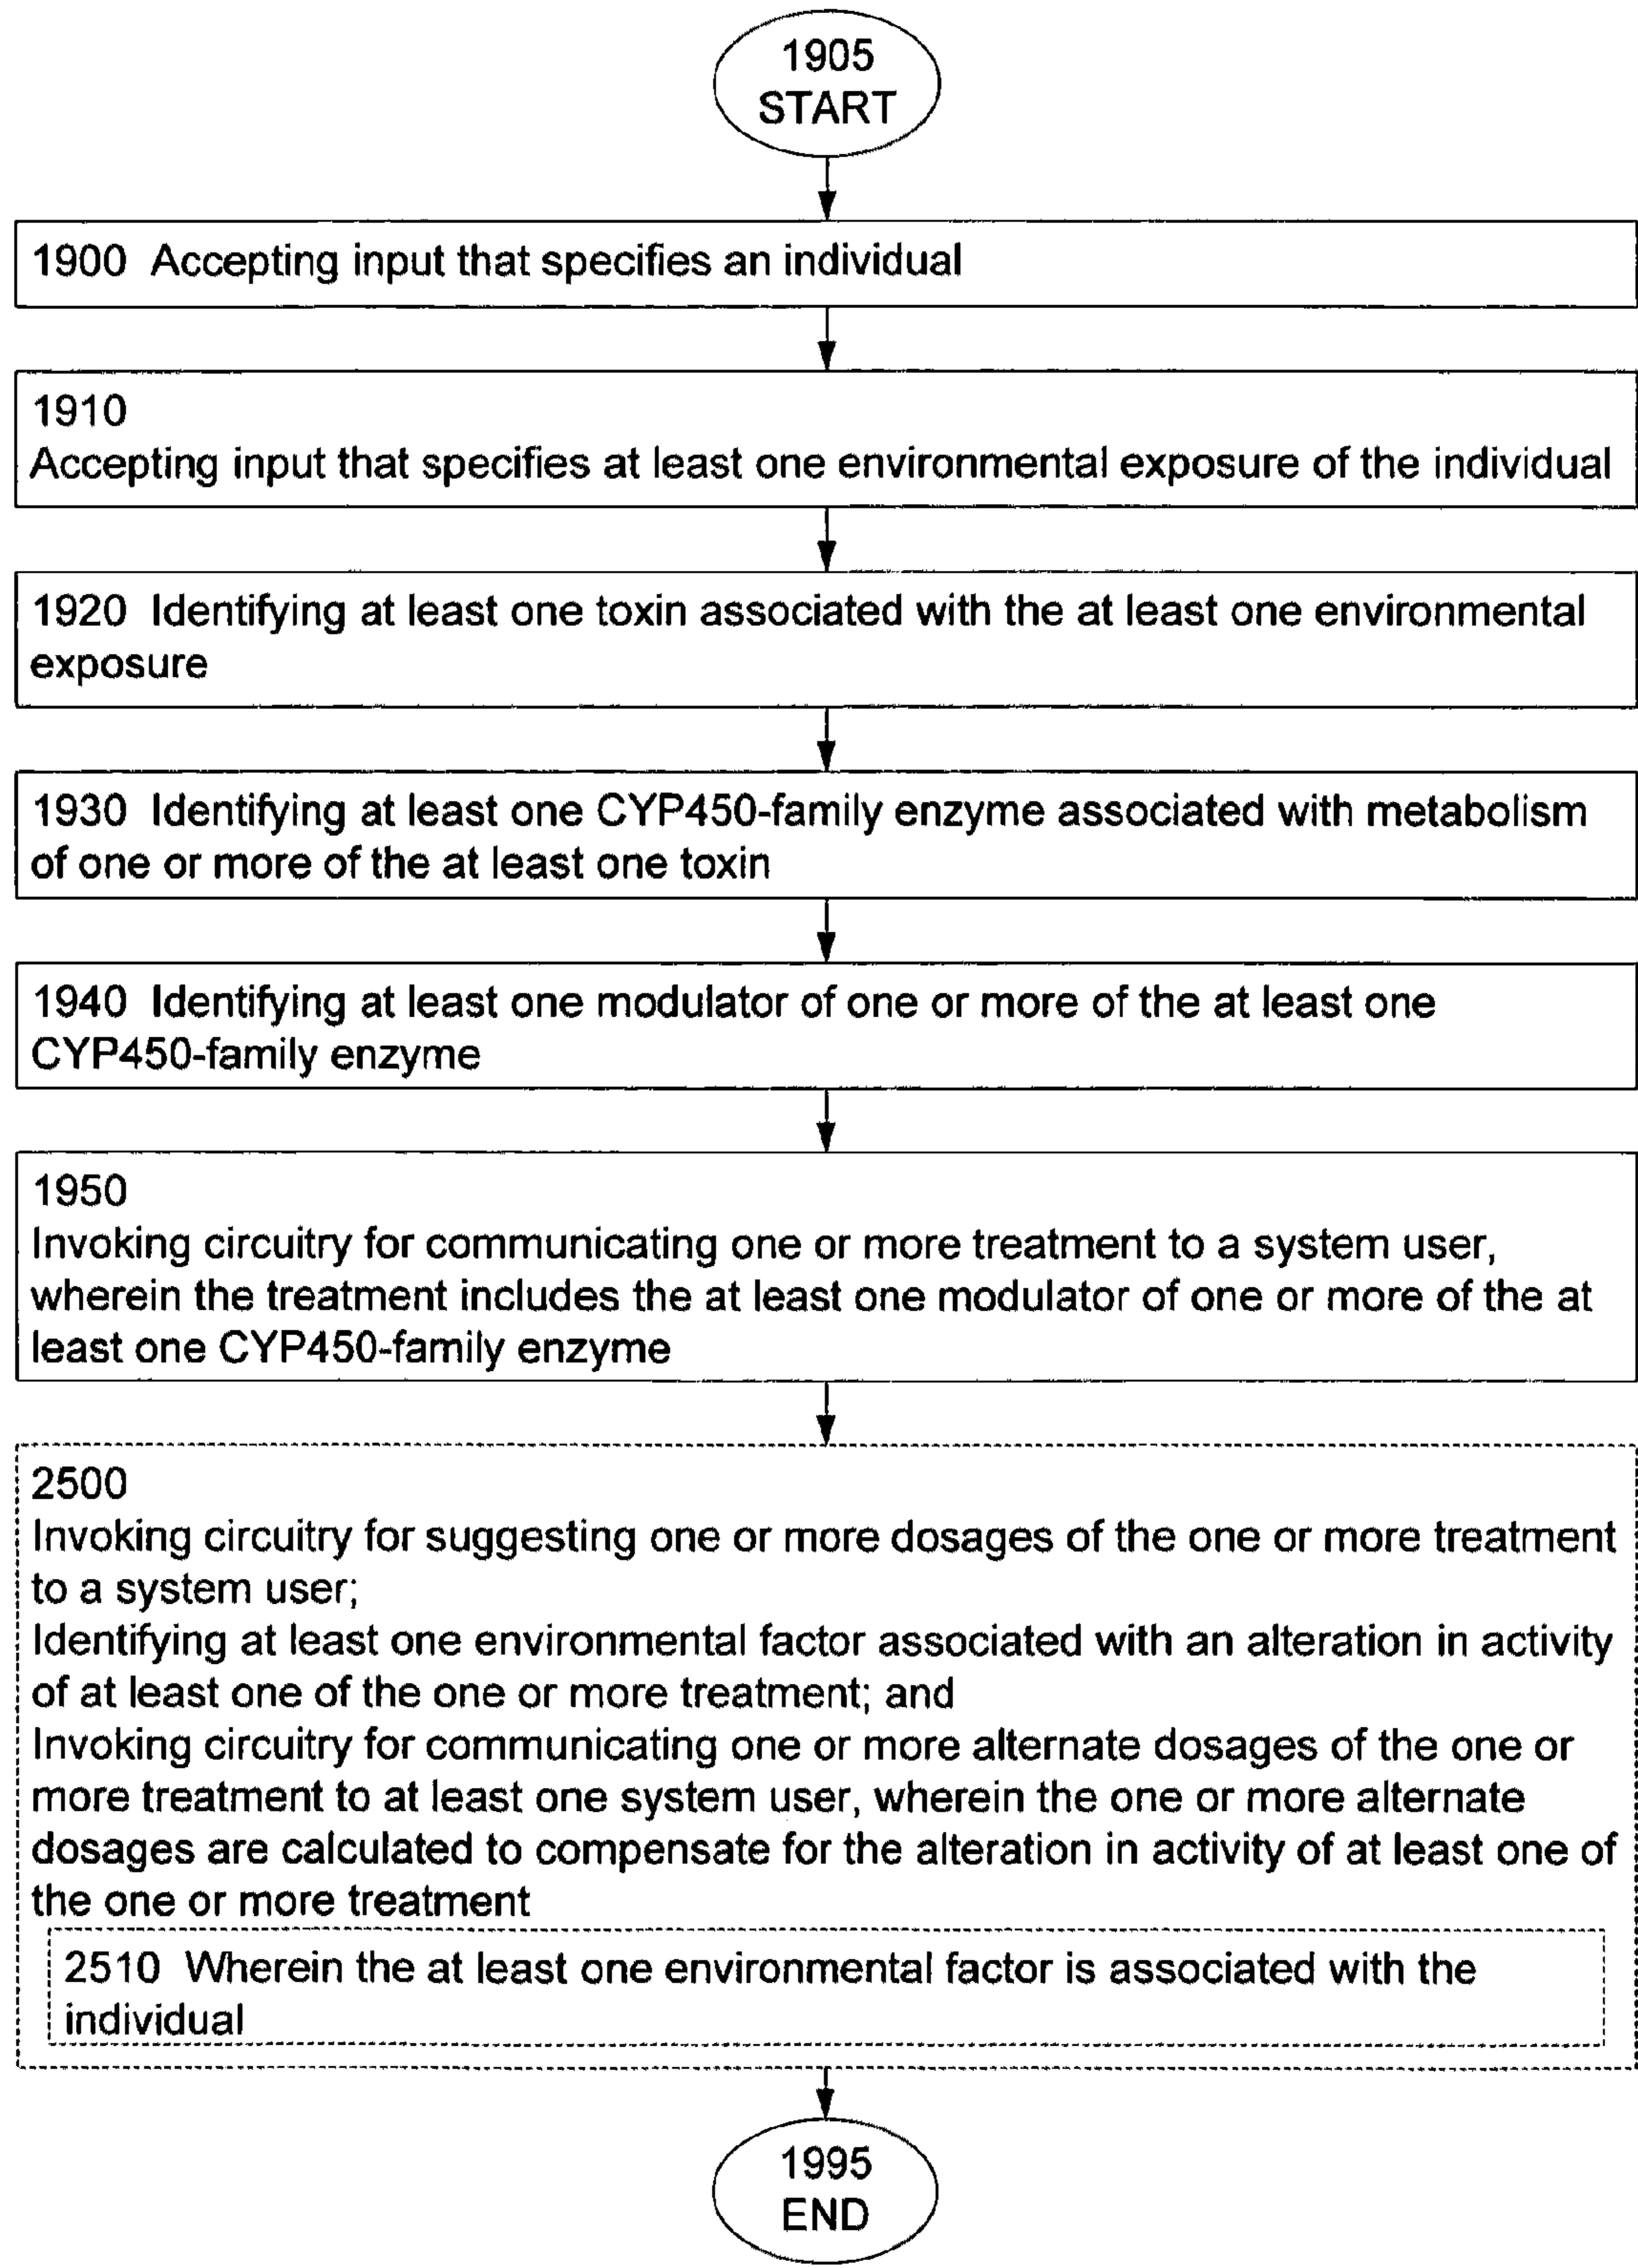 1905
START
1900 Accepting input that specifies an individual
1910
Accepting input that specifies at least one environmental exposure of the individual
1920 Identifying at least one toxin associated with the at least one environmental
exposure
1930 Identifying at least one CYP450-family enzyme associated with metabolism
of one or more of the at least one toxin
1940 Identifying at least one modulator of one or more of the at least one
CYP450-family enzyme
1950
Invoking circuitry for communicating one or more treatment to a system user,
wherein the treatment includes the at least one modulator of one or more of the at
least one CYP450-family enzyme
2500
Invoking circuitry for suggesting one or more dosages of the one or more treatment
to a system user;
Identifying at least one environmental factor associated with an alteration in activity
of at least one of the one or more treatment; and
Invoking circuitry for communicating one or more alternate dosages of the one or
more treatment to at least one system user, wherein the one or more alternate
dosages are calculated to compensate for the alteration in activity of at least one of
the one or more treatment
2510 Wherein the at least one environmental factor is associated with the
individual
1995
END